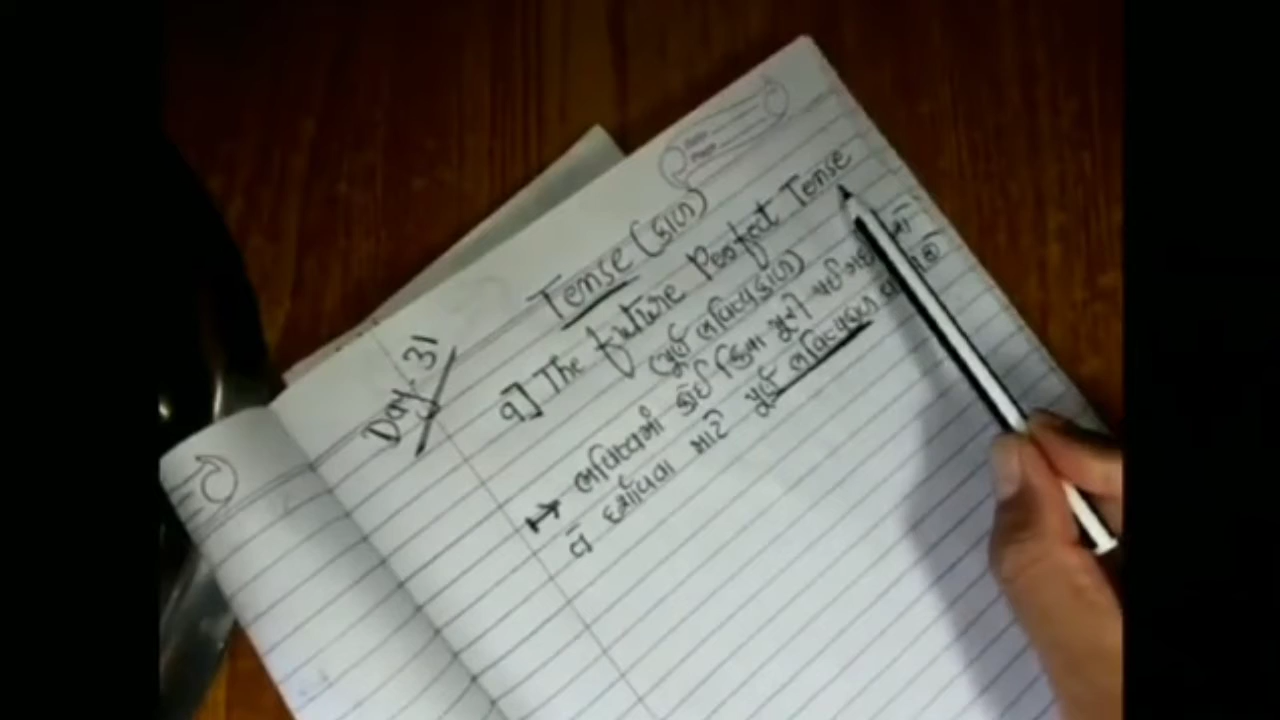 Day-31
Tense (કાળ)
9] The future Perfect Tense
(પૂર્ણ ભવિષ્યકાળ)
→ ભવિષ્યમાં કોઈ ક્રિયા પૂરી થઈ ગઈ
તે દર્શાવવા માટે પૂર્ણ ભવિષ્યકાળ